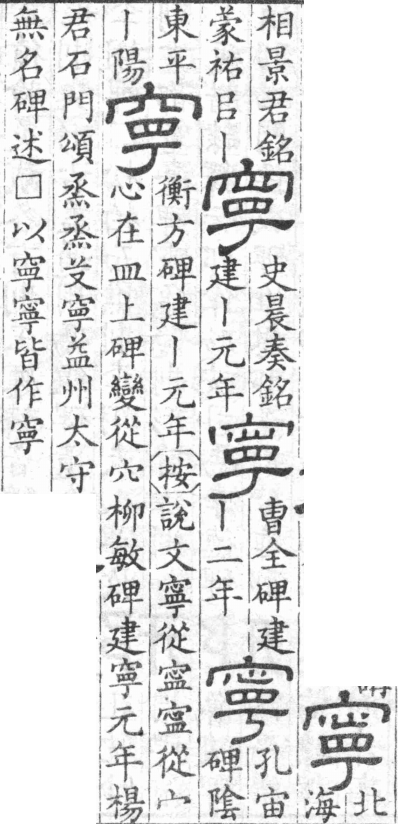 寧
北
海
相景君銘
蒙祐㠯丨
寧
史晨奏銘
建丨元年
寧
曹全碑建
丨二年
寧
孔宙
碑陰
東平
丨陽
寧
衡方碑建丨元年按說文寧從寍寍從宀
心在皿上碑變從穴柳敏碑建寧元年楊
君石門頌烝烝艾寧益州太守
無名碑述□以寧寧皆作寧